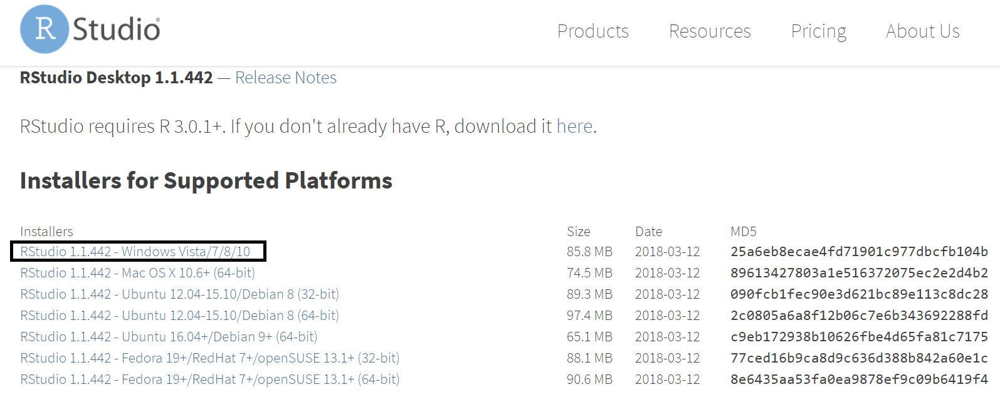 R Studio®
Products Resources Pricing About Us
RStudio Desktop 1.1.442 — Release Notes
RStudio requires R 3.0.1+. If you don't already have R, download it here.
Installers for Supported Platforms
Installers Size Date MD5
RStudio 1.1.442 - Windows Vista/7/8/10 85.8 MB 2018-03-12 25a6eb8ecae4fd71901c977dbcfb104b
RStudio 1.1.442 - Mac OS X 10.6+ (64-bit) 74.5 MB 2018-03-12 89613427803a1e516372075ec2e2d4b2
RStudio 1.1.442 - Ubuntu 12.04-15.10/Debian 8 (32-bit) 89.3 MB 2018-03-12 090fcb1fec90e3d621bc89e113c8dc28
RStudio 1.1.442 - Ubuntu 12.04-15.10/Debian 8 (64-bit) 97.4 MB 2018-03-12 2c0805a6a8f12b06c7e6b343692288fd
RStudio 1.1.442 - Ubuntu 16.04+/Debian 9+ (64-bit) 65.1 MB 2018-03-12 c9eb172938b10626fbe4d65fa81c7175
RStudio 1.1.442 - Fedora 19+/RedHat 7+/openSUSE 13.1+ (32-bit) 88.1 MB 2018-03-12 77ced16b9ca8d9c636d388b842a60e1c
RStudio 1.1.442 - Fedora 19+/RedHat 7+/openSUSE 13.1+ (64-bit) 90.6 MB 2018-03-12 8e6435aa53fa0ea9878ef9c09b6419f4